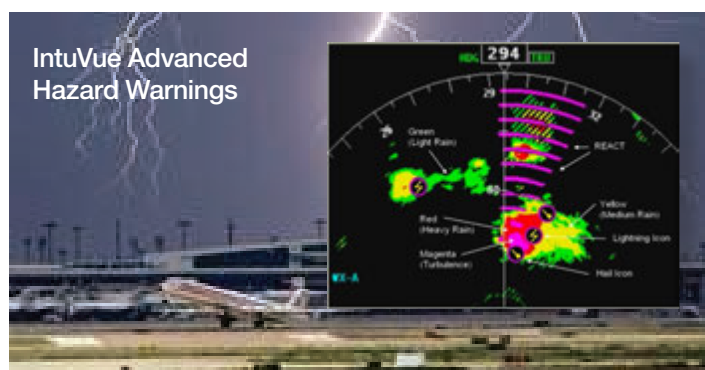 IntuVue Advanced
Hazard Warnings
HDG 294 TRU
29
32
Green
(Light Rain)
REACT
60
Yellow
(Medium Rain)
Red
(Heavy Rain)
Lightning Icon
Magenta
(Turbulence)
Hail Icon
WX-A